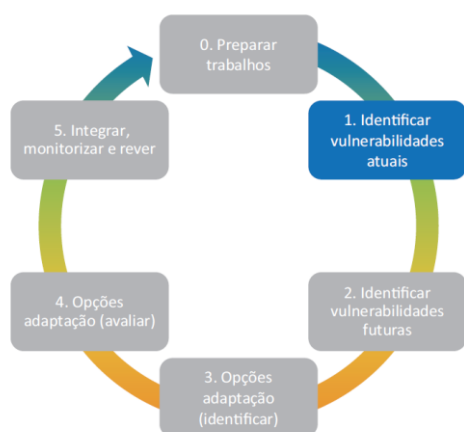 0. Preparar
trabalhos
1. Identificar
vulnerabilidades
atuais
2. Identificar
vulnerabilidades
futuras
3. Opções
adaptação
(identificar)
4. Opções
adaptação (avaliar)
5. Integrar,
monitorizar e rever